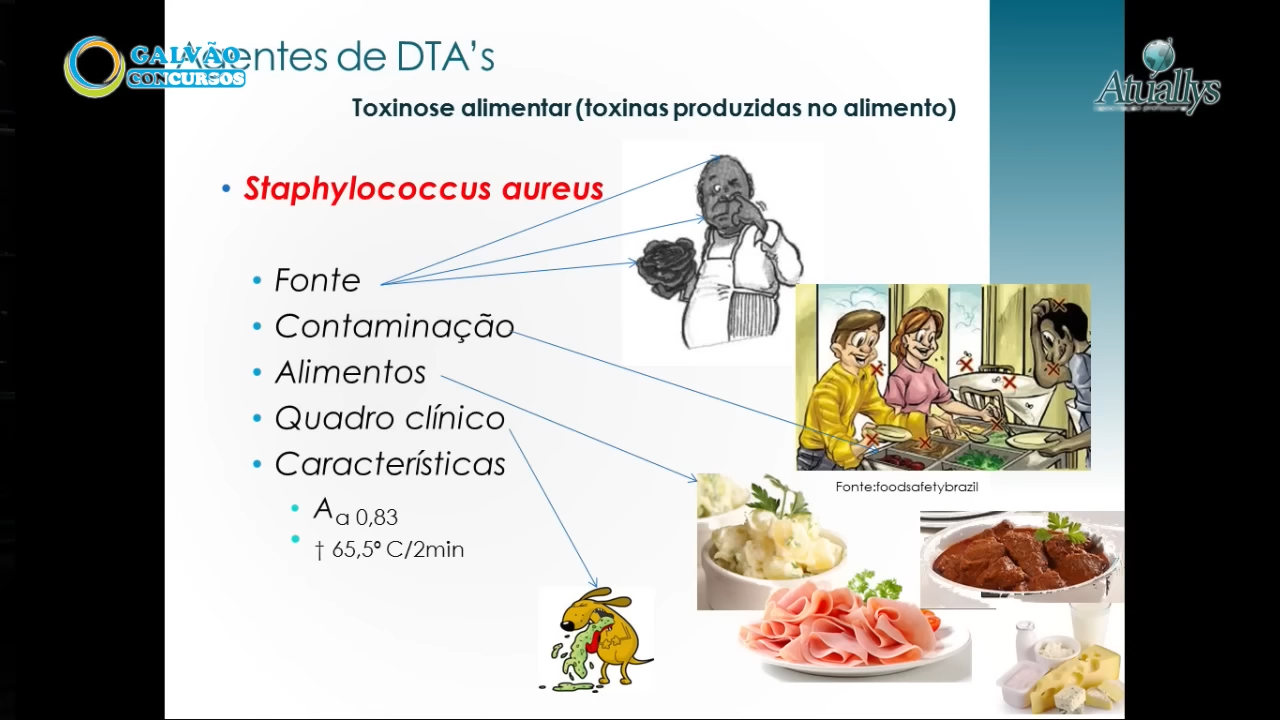 Agentes de DTA's
GALVÃO
CONCURSOS
Atuallys
Toxinose alimentar (toxinas produzidas no alimento)
• Staphylococcus aureus
• Fonte
• Contaminação
• Alimentos
• Quadro clínico
• Características
• Aa 0,83
• † 65,5º C/2min
Fonte:foodsafetybrazil